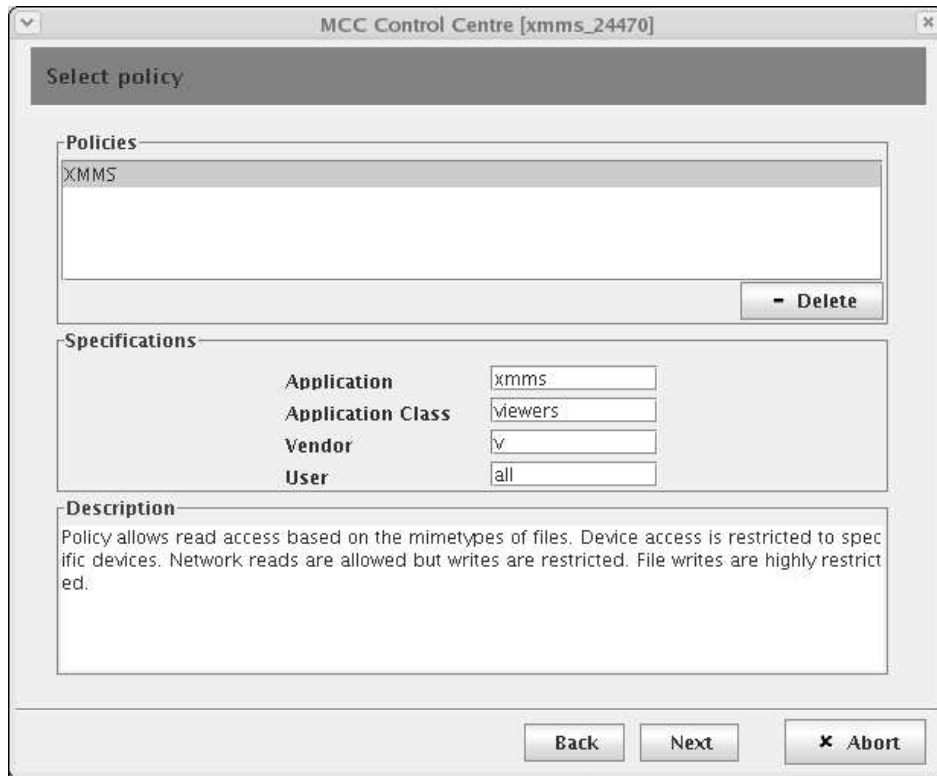 MCC Control Centre [xmms_24470]
Select policy
Policies
XMMS
- Delete
Specifications
Application xmms
Application Class viewers
Vendor v
User all
Description
Policy allows read access based on the mimetypes of files. Device access is restricted to spec
ific devices. Network reads are allowed but writes are restricted. File writes are highly restrict
ed.
Back Next × Abort